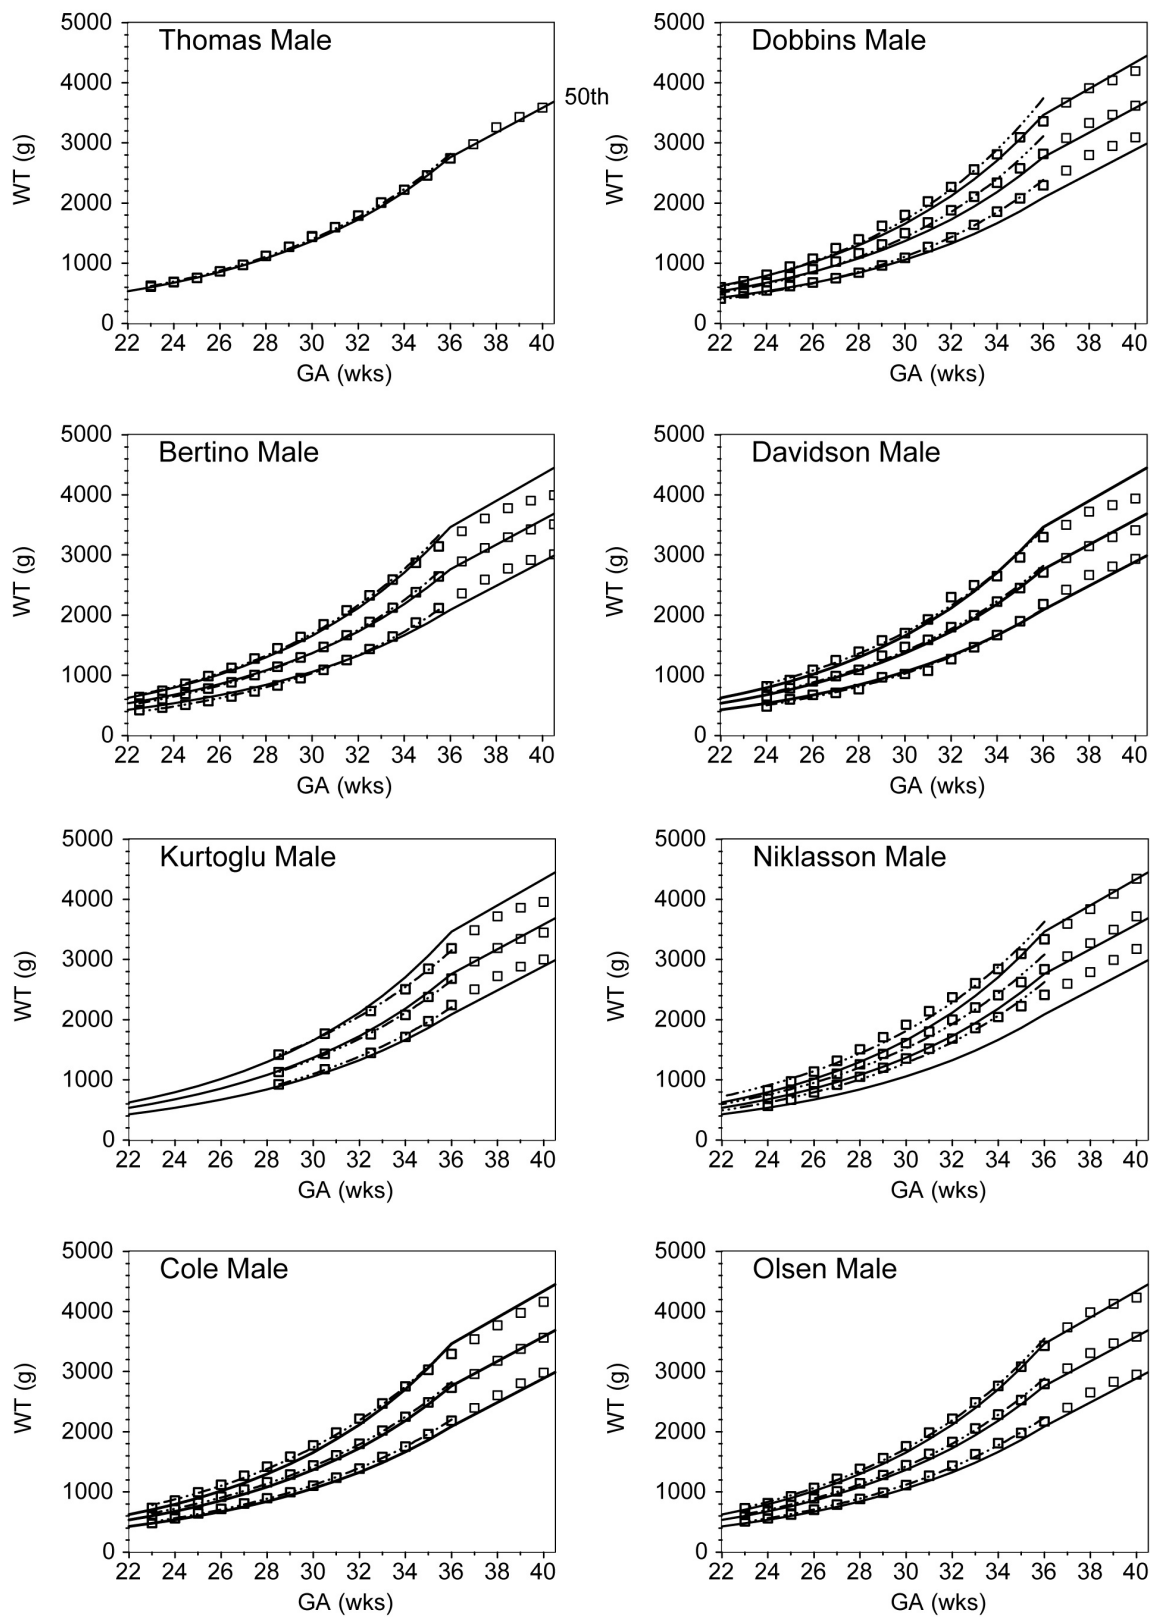 Thomas Male
5000
4000
3000
2000
1000
0
WT (g)
22 24 26 28 30 32 34 36 38 40
GA (wks)
50th
Dobbins Male
5000
4000
3000
2000
1000
0
WT (g)
22 24 26 28 30 32 34 36 38 40
GA (wks)
Bertino Male
5000
4000
3000
2000
1000
0
WT (g)
22 24 26 28 30 32 34 36 38 40
GA (wks)
Davidson Male
5000
4000
3000
2000
1000
0
WT (g)
22 24 26 28 30 32 34 36 38 40
GA (wks)
Kurtoglu Male
5000
4000
3000
2000
1000
0
WT (g)
22 24 26 28 30 32 34 36 38 40
GA (wks)
Niklasson Male
5000
4000
3000
2000
1000
0
WT (g)
22 24 26 28 30 32 34 36 38 40
GA (wks)
Cole Male
5000
4000
3000
2000
1000
0
WT (g)
22 24 26 28 30 32 34 36 38 40
GA (wks)
Olsen Male
5000
4000
3000
2000
1000
0
WT (g)
22 24 26 28 30 32 34 36 38 40
GA (wks)